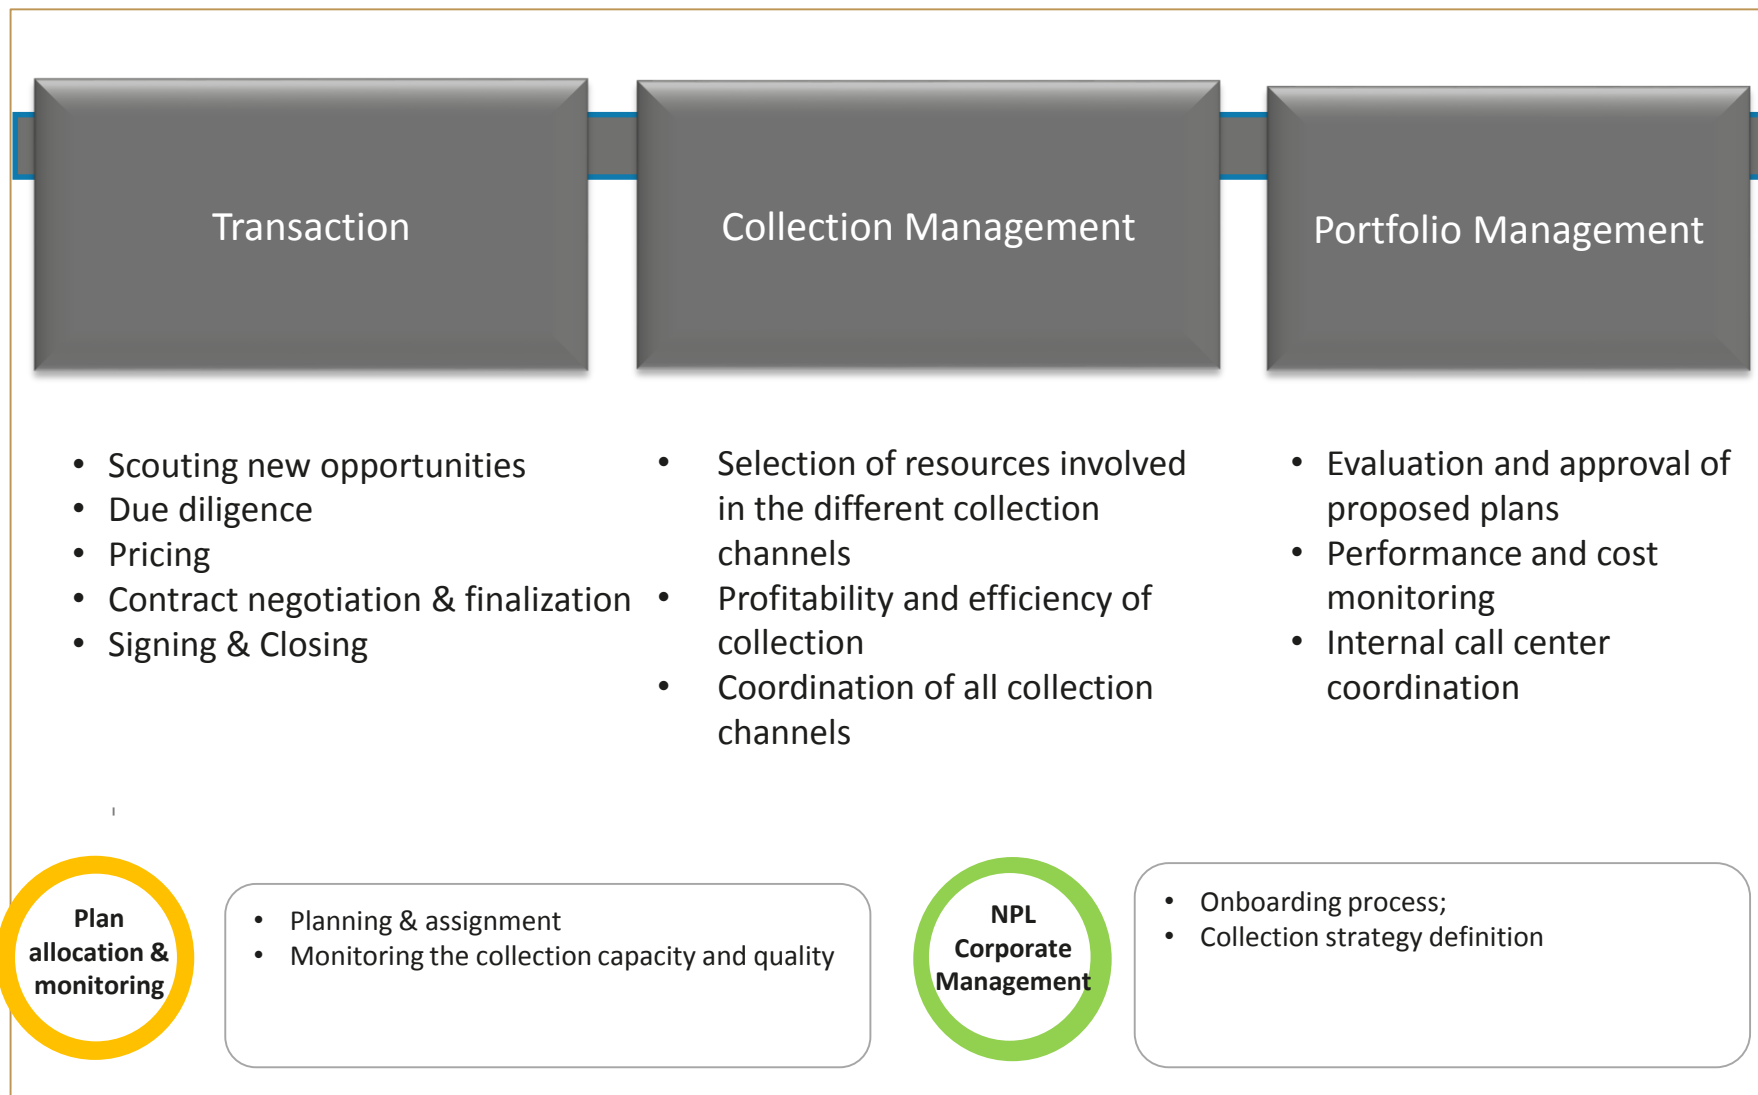 Transaction
Collection Management
Portfolio Management
• Scouting new opportunities
• Due diligence
• Pricing
• Contract negotiation & finalization
• Signing & Closing
• Selection of resources involved
in the different collection
channels
• Profitability and efficiency of
collection
• Coordination of all collection
channels
• Evaluation and approval of
proposed plans
• Performance and cost
monitoring
• Internal call center
coordination
Plan
allocation &
monitoring
• Planning & assignment
• Monitoring the collection capacity and quality
NPL
Corporate
Management
• Onboarding process;
• Collection strategy definition